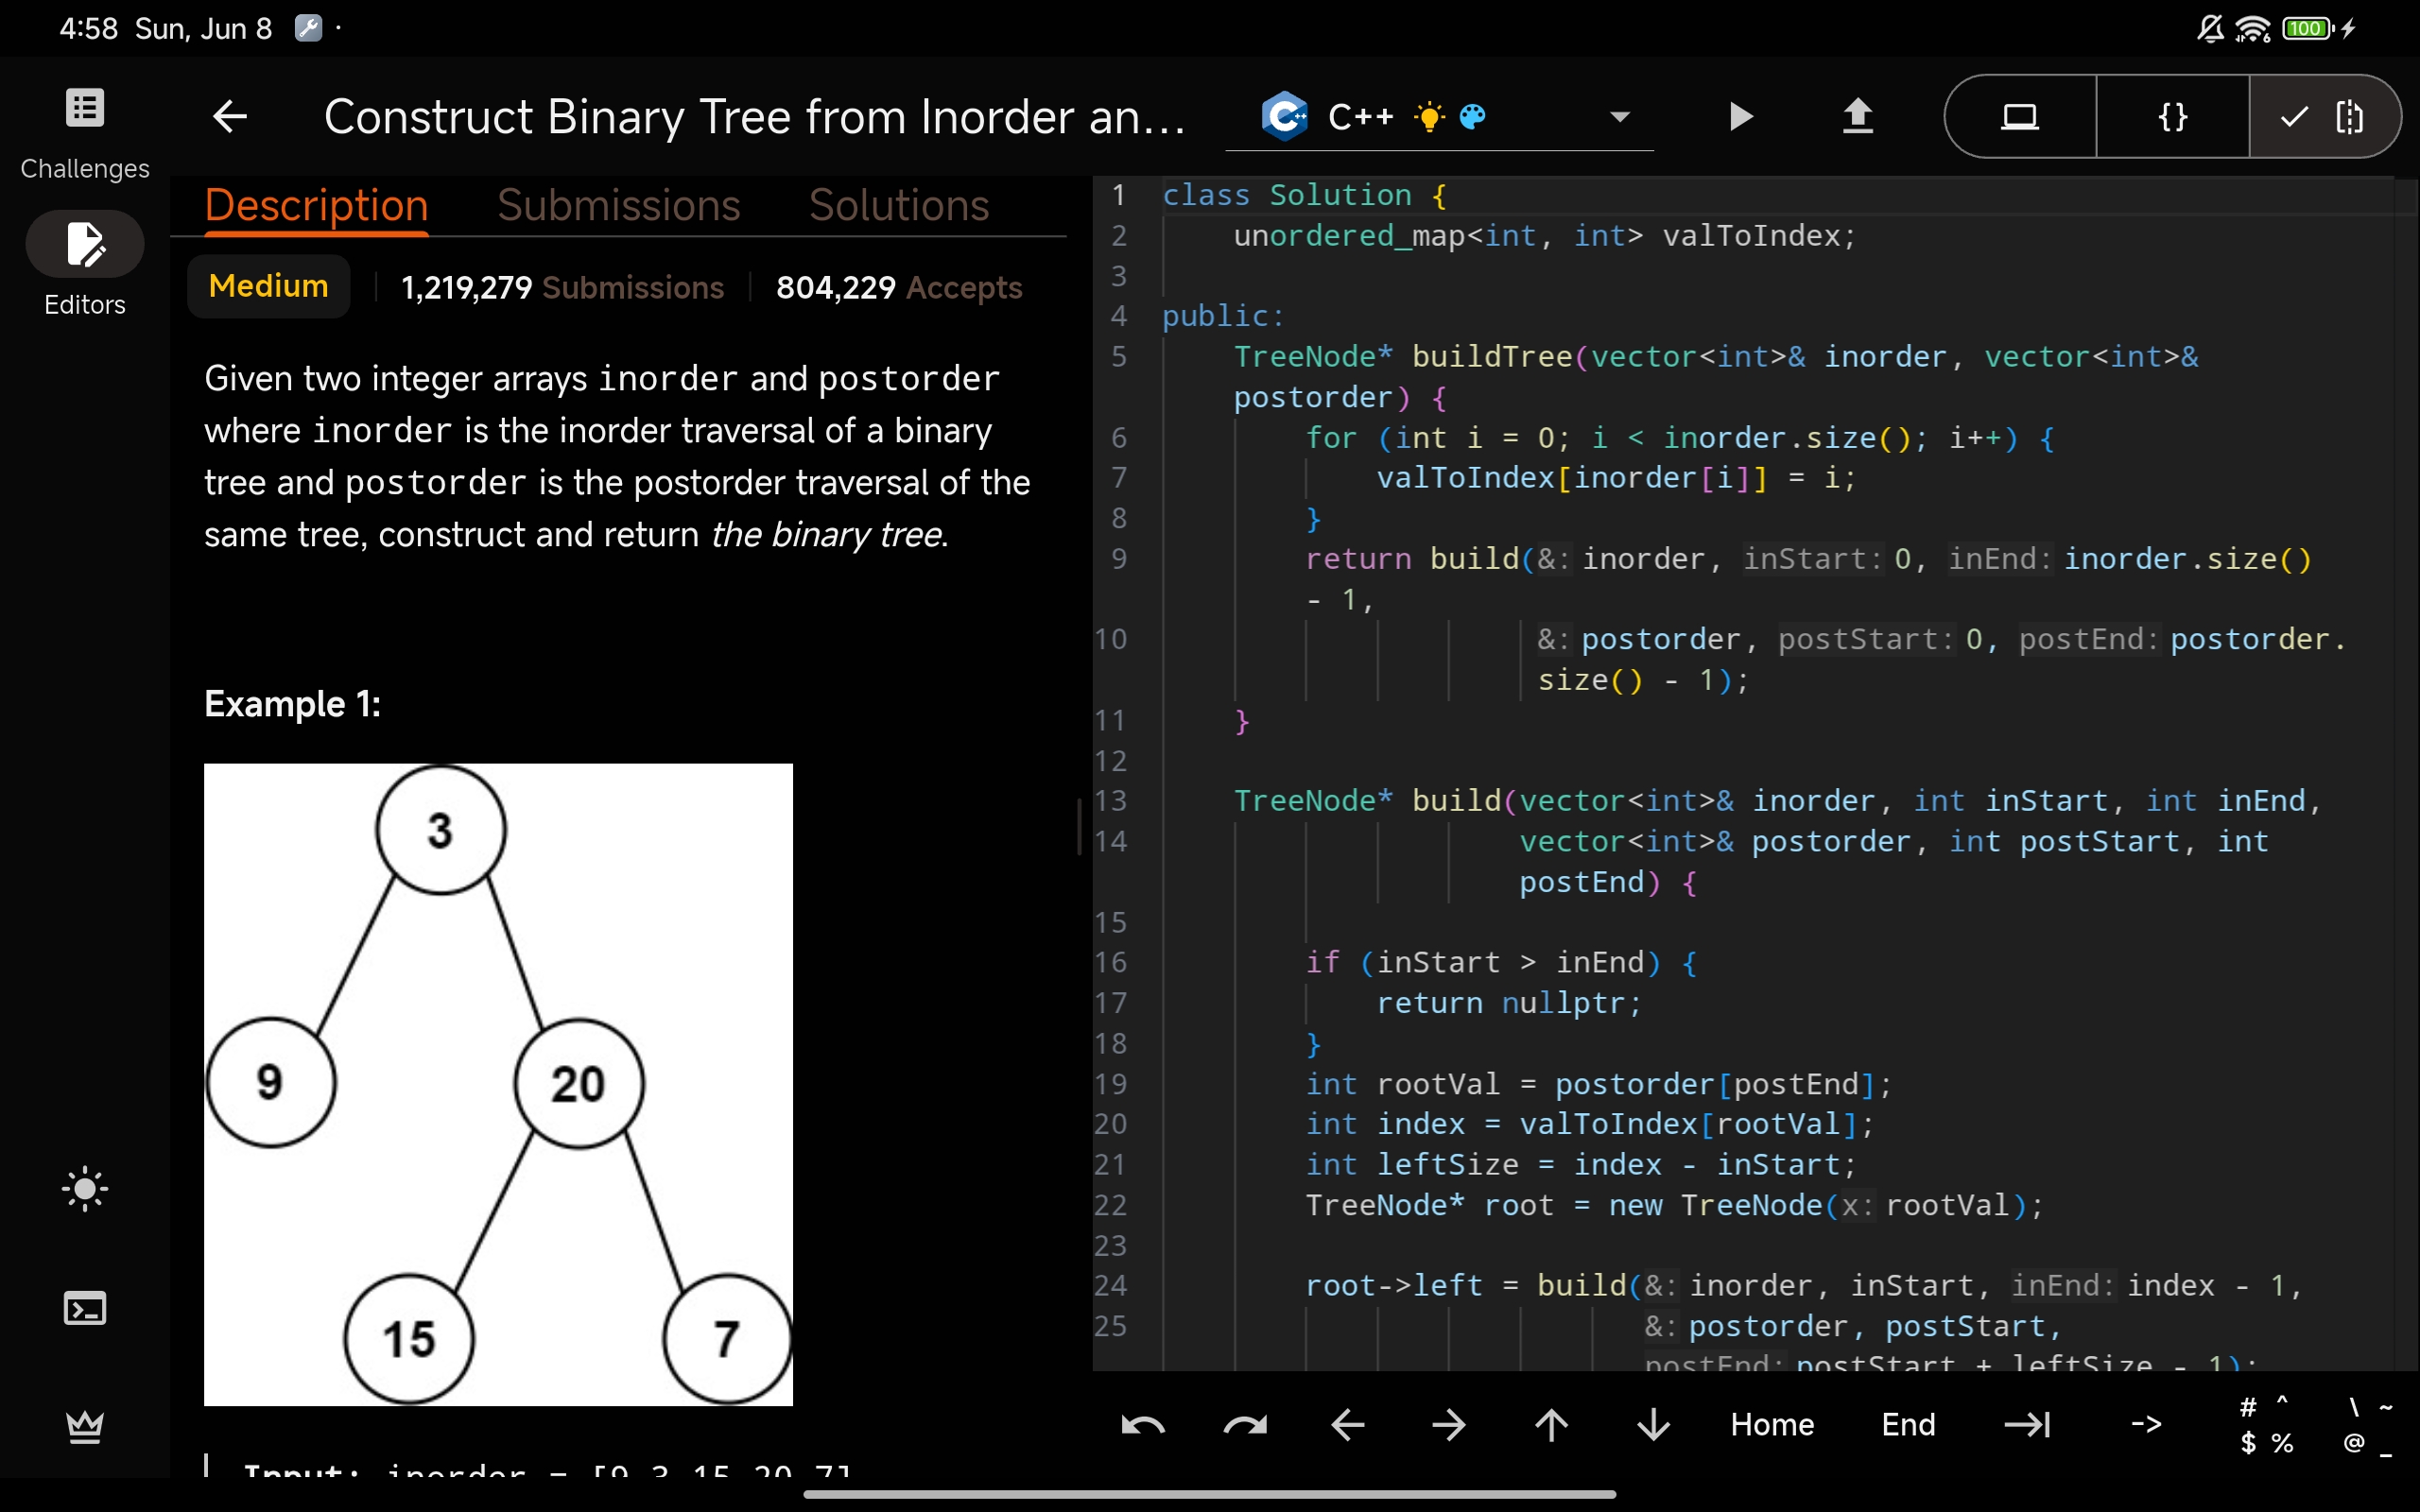 4:58 Sun, Jun 8
100
Challenges
Editors
Construct Binary Tree from Inorder an...
C++
{}
Description Submissions Solutions
Medium 1,219,279 Submissions 804,229 Accepts
Given two integer arrays inorder and postorder
where inorder is the inorder traversal of a binary
tree and postorder is the postorder traversal of the
same tree, construct and return the binary tree.
Example 1:
3
9
20
15
7
Input: inorder = [9,3,15,20,7]
1 class Solution {
2 unordered_map<int, int> valToIndex;
3
4 public:
5 TreeNode* buildTree(vector<int>& inorder, vector<int>&
postorder) {
6 for (int i = 0; i < inorder.size(); i++) {
7 valToIndex[inorder[i]] = i;
8 }
9 return build(&: inorder, inStart: 0, inEnd: inorder.size()
- 1,
10 &: postorder, postStart: 0, postEnd: postorder.
size() - 1);
11 }
12
13 TreeNode* build(vector<int>& inorder, int inStart, int inEnd,
14 vector<int>& postorder, int postStart, int
postEnd) {
15
16 if (inStart > inEnd) {
17 return nullptr;
18 }
19 int rootVal = postorder[postEnd];
20 int index = valToIndex[rootVal];
21 int leftSize = index - inStart;
22 TreeNode* root = new TreeNode(x: rootVal);
23
24 root->left = build(&: inorder, inStart, inEnd: index - 1,
25 &: postorder, postStart,
postEnd: postStart + leftSize - 1);
Home End -> # ^ \ ~
$ % @ _